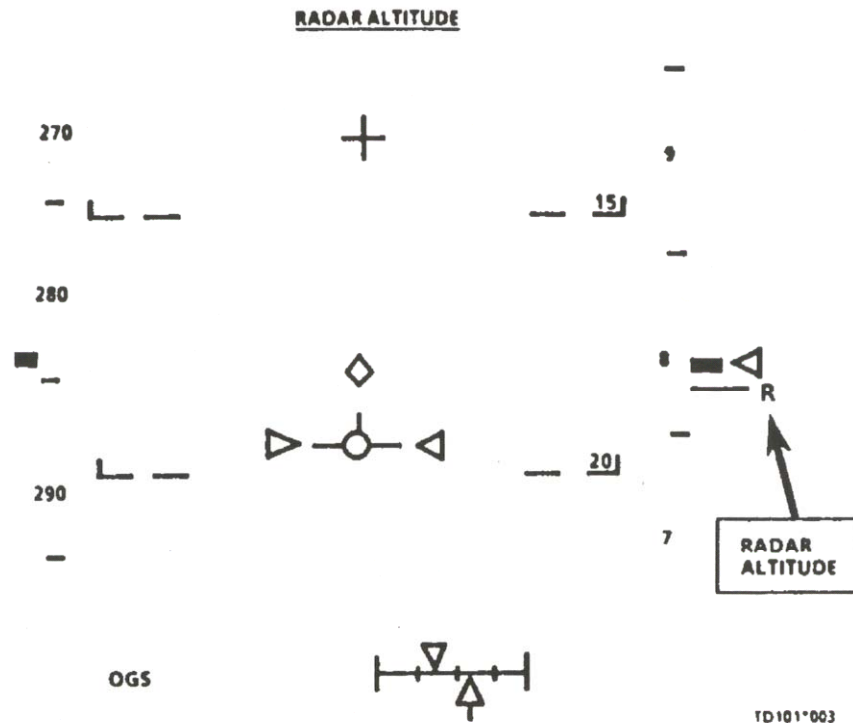 RADAR ALTITUDE
270
9
15
280
8
R
20
290
7
RADAR
ALTITUDE
OGS
TD101*003